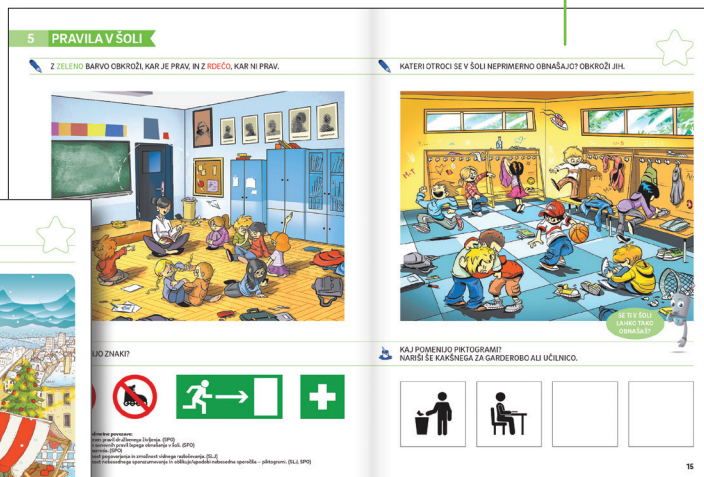 5 PRAVILA V ŠOLI
Z ZELENO BARVO OBKROŽI, KAR JE PRAV, IN Z RDEČO, KAR NI PRAV.
JO ZNAKI?
KATERI OTROCI SE V ŠOLI NEPRIMERNO OBNAŠAJO? OBKROŽI JIH.
SE TI V ŠOLI
LAHKO TAKO
OBNAŠAŠ?
KAJ POMENIJO PIKTOGRAMI?
NARIŠI ŠE KAKŠNEGA ZA GARDEROBO ALI UČILNICO.
15